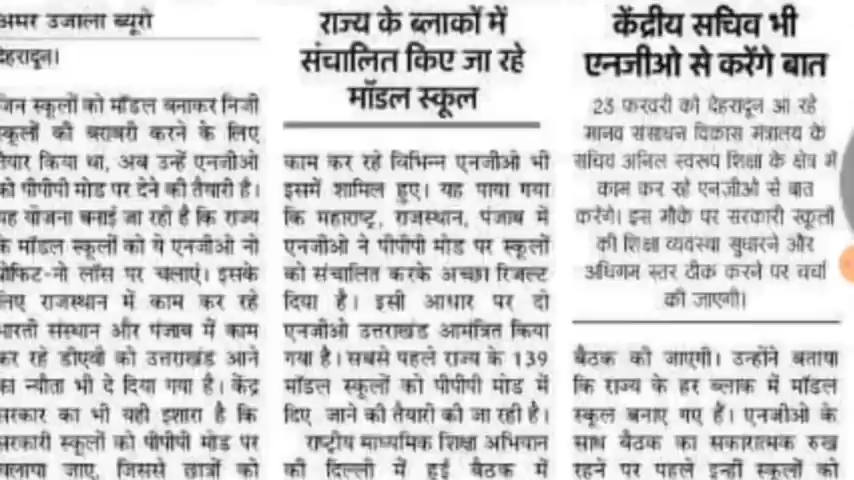 अमर उजाला ब्यूरो
देहरादून।
जिन स्कूलों को मॉडल बनाकर निजी
स्कूलों की बराबरी करने के लिए
तैयार किया था, अब उन्हें एनजीओ
को पीपीपी मोड पर देने की तैयारी है।
यह योजना बनाई जा रही है कि राज्य
के मॉडल स्कूलों को ये एनजीओ नो
प्रोफिट-नो लॉस पर चलाएं। इसके
लिए राजस्थान में काम कर रहे
भारती संस्थान और पंजाब में काम
कर रहे डीएवी को उत्तराखंड आने
का न्यौता भी दे दिया गया है। केंद्र
सरकार का भी यही इशारा है कि
सरकारी स्कूलों को पीपीपी मोड पर
चलाया जाए, जिससे छात्रों को
राज्य के ब्लाकों में
संचालित किए जा रहे
मॉडल स्कूल
काम कर रहे विभिन्न एनजीओ भी
इसमें शामिल हुए। यह पाया गया
कि महाराष्ट्र, राजस्थान, पंजाब में
एनजीओ ने पीपीपी मोड पर स्कूलों
को संचालित करके अच्छा रिजल्ट
दिया है। इसी आधार पर दो
एनजीओ उत्तराखंड आमंत्रित किया
गया है। सबसे पहले राज्य के 139
मॉडल स्कूलों को पीपीपी मोड में
दिए जाने की तैयारी की जा रही है।
राष्ट्रीय माध्यमिक शिक्षा अभियान
की दिल्ली में हुई बैठक में
केंद्रीय सचिव भी
एनजीओ से करेंगे बात
23 फरवरी को देहरादून आ रहे
मानव संसाधन विकास मंत्रालय के
सचिव अनिल स्वरूप शिक्षा के क्षेत्र में
काम कर रहे एनजीओ से बात
करेंगे। इस मौके पर सरकारी स्कूलों
की शिक्षा व्यवस्था सुधारने और
अधिगम स्तर ठीक करने पर चर्चा
की जाएगी।
बैठक की जाएगी। उन्होंने बताया
कि राज्य के हर ब्लाक में मॉडल
स्कूल बनाए गए हैं। एनजीओ के
साथ बैठक का सकारात्मक रुख
रहने पर पहले इन्हीं स्कूलों को